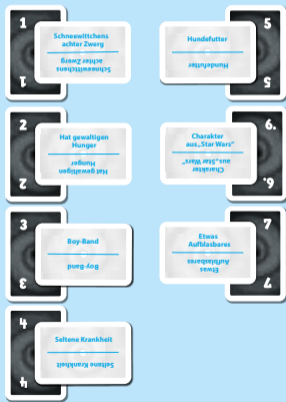 1
Schneewittchens
achter Zwerg
Schneewittchens
achter Zwerg
1
2
Hat gewaltigen
Hunger
Hat gewaltigen
Hunger
2
3
Boy-Band
Boy-Band
3
4
Seltene Krankheit
Seltene Krankheit
4
5
Hundefutter
Hundefutter
5
6.
Charakter
aus„Star Wars“
Charakter
aus„Star Wars“
6.
7
Etwas
Aufblasbares
Etwas
Aufblasbares
7